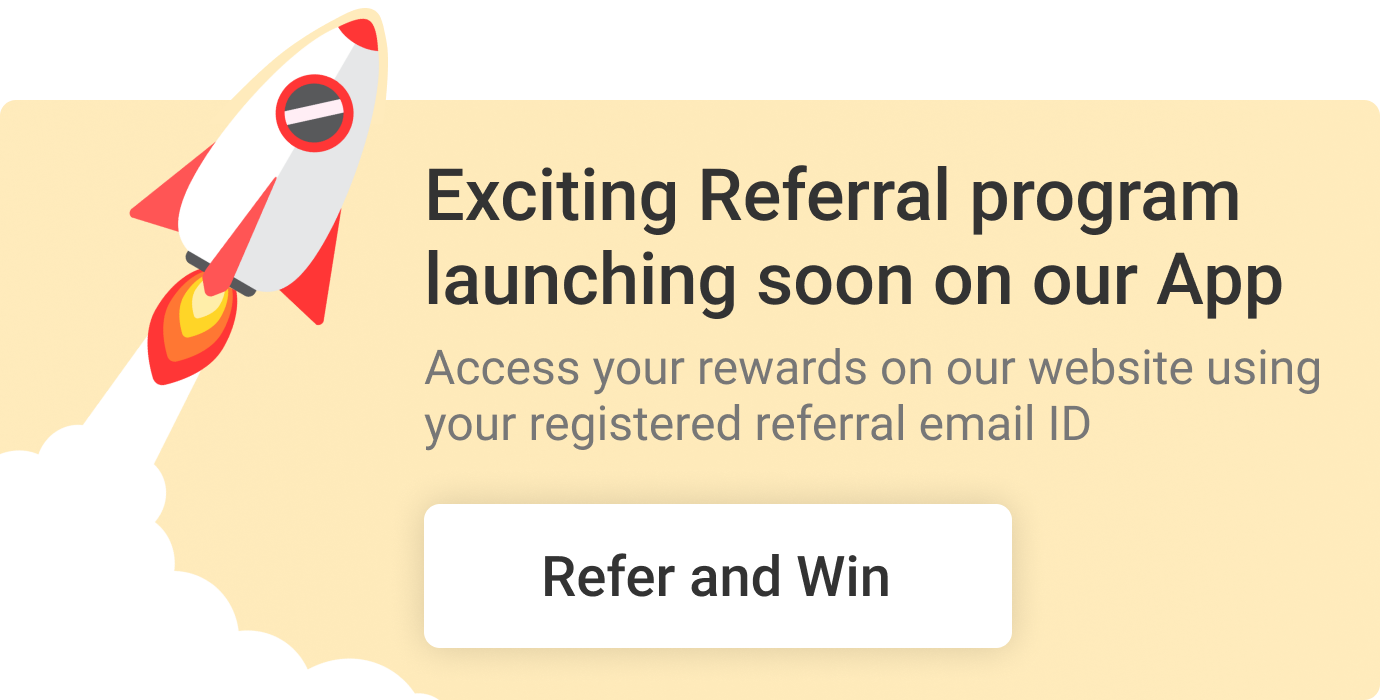 Exciting Referral program
launching soon on our App
Access your rewards on our website using
your registered referral email ID
Refer and Win